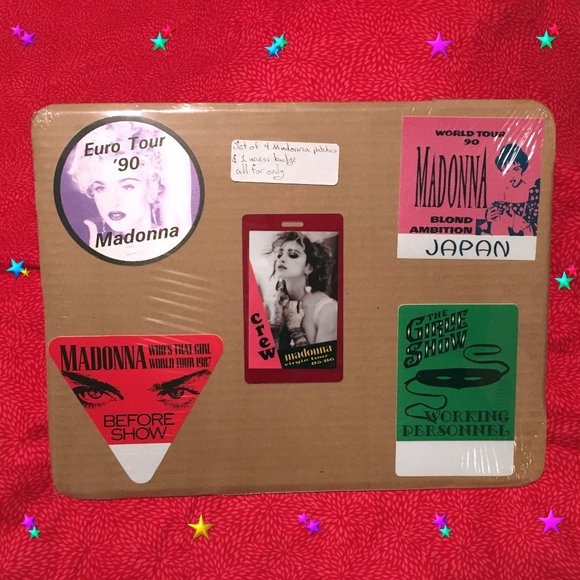 Euro Tour
'90
Madonna
Set of 4 Madonna patches
& 1 access badge
all for only
WORLD TOUR
90
MADONNA
BLOND
AMBITION
JAPAN
crew
madonna
virgin tour
85-86
MADONNA WHO'S THAT GIRL
WORLD TOUR 1987
BEFORE
SHOW
THE
GIRLIE
SHOW
WORKING
PERSONNEL